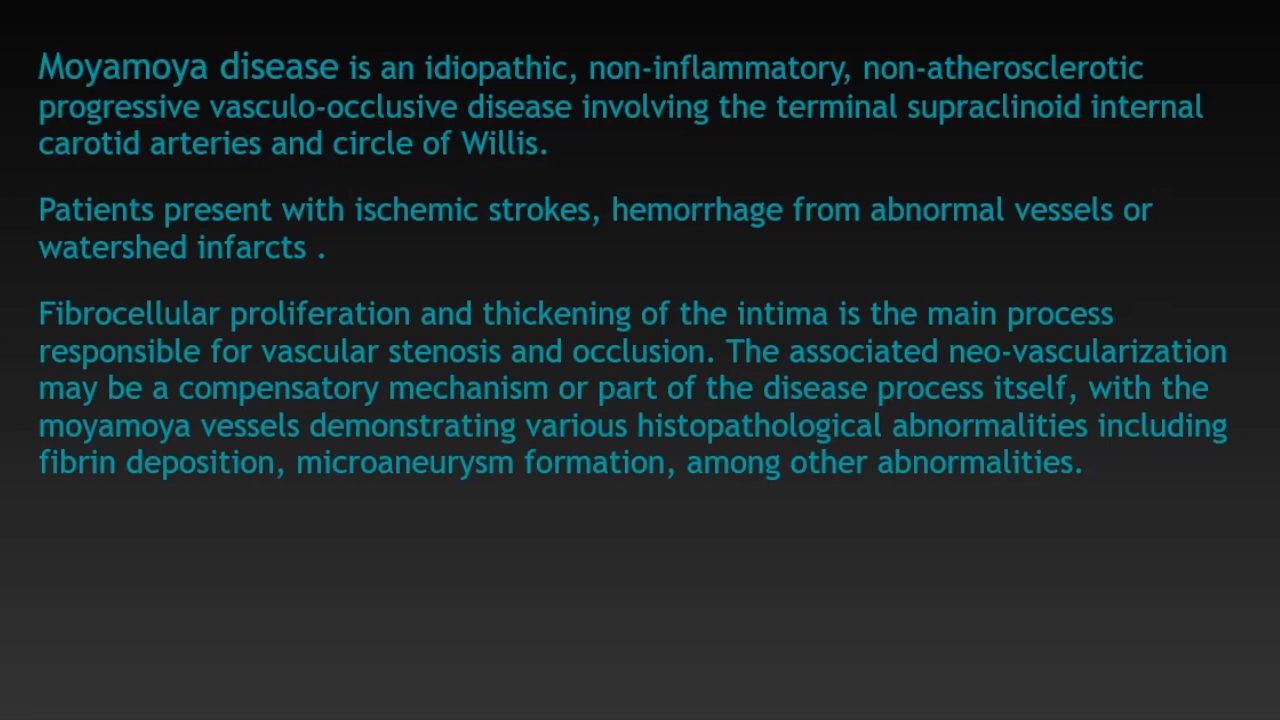 Moyamoya disease is an idiopathic, non-inflammatory, non-atherosclerotic
progressive vasculo-occlusive disease involving the terminal supraclinoid internal
carotid arteries and circle of Willis.
Patients present with ischemic strokes, hemorrhage from abnormal vessels or
watershed infarcts .
Fibrocellular proliferation and thickening of the intima is the main process
responsible for vascular stenosis and occlusion. The associated neo-vascularization
may be a compensatory mechanism or part of the disease process itself, with the
moyamoya vessels demonstrating various histopathological abnormalities including
fibrin deposition, microaneurysm formation, among other abnormalities.